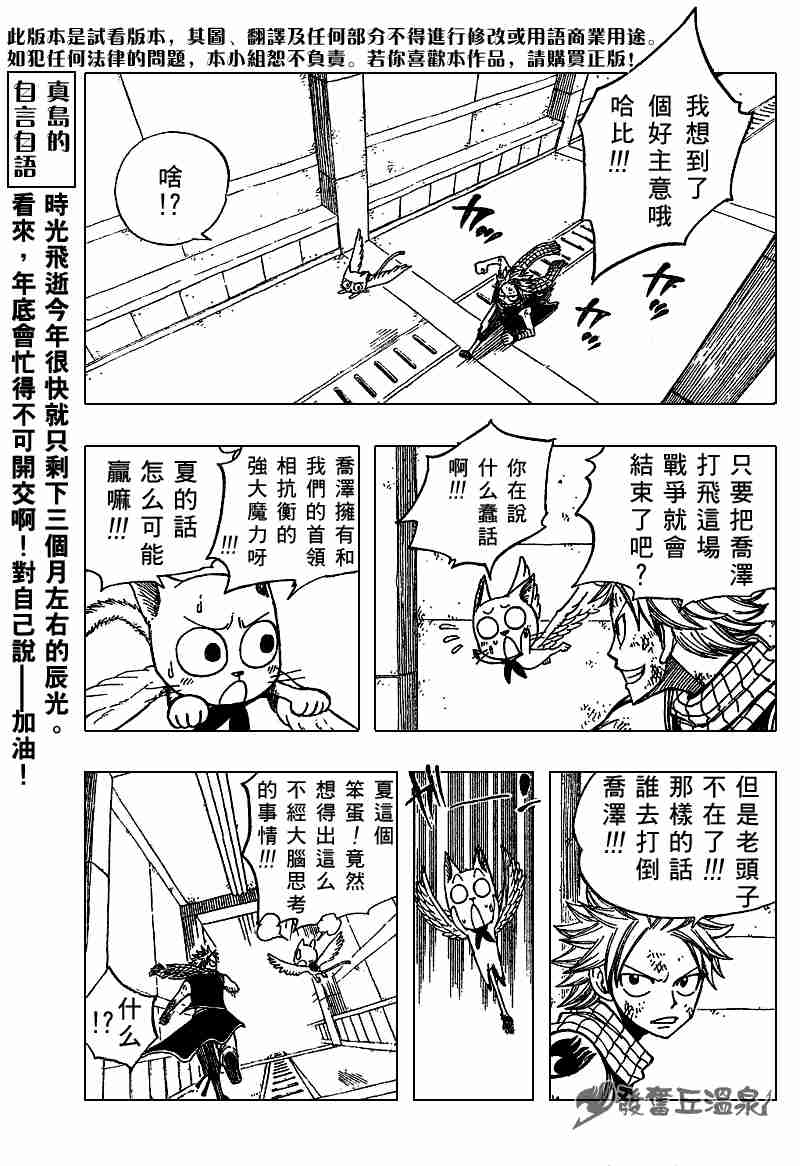 此版本是試看版本，其圖、翻譯及任何部分不得進行修改或用語商業用途。
如犯任何法律的問題，本小組恕不負責。若你喜歡本作品，請購買正版！
真島的
自言自語
時光飛逝今年很快就只剩下三個月左右的辰光。
看來，年底會忙得不可開交啊！對自己說——加油！
我想到了
個好主意哦
哈比!!!
啥
!?
只要把喬澤
打飛這場
戰爭就會
結束了吧？
你在說
什么蠢話
啊!!!
喬澤擁有和
我們的首領
相抗衡的
強大魔力呀
!!!
夏的話
怎么可能
贏嘛!!!
但是老頭子
不在了!!!
那樣的話
誰去打倒
喬澤!!!
夏這個
笨蛋！竟然
想得出這么
不經大腦思考
的事情!!!
什么
!?
發奮丘溫泉